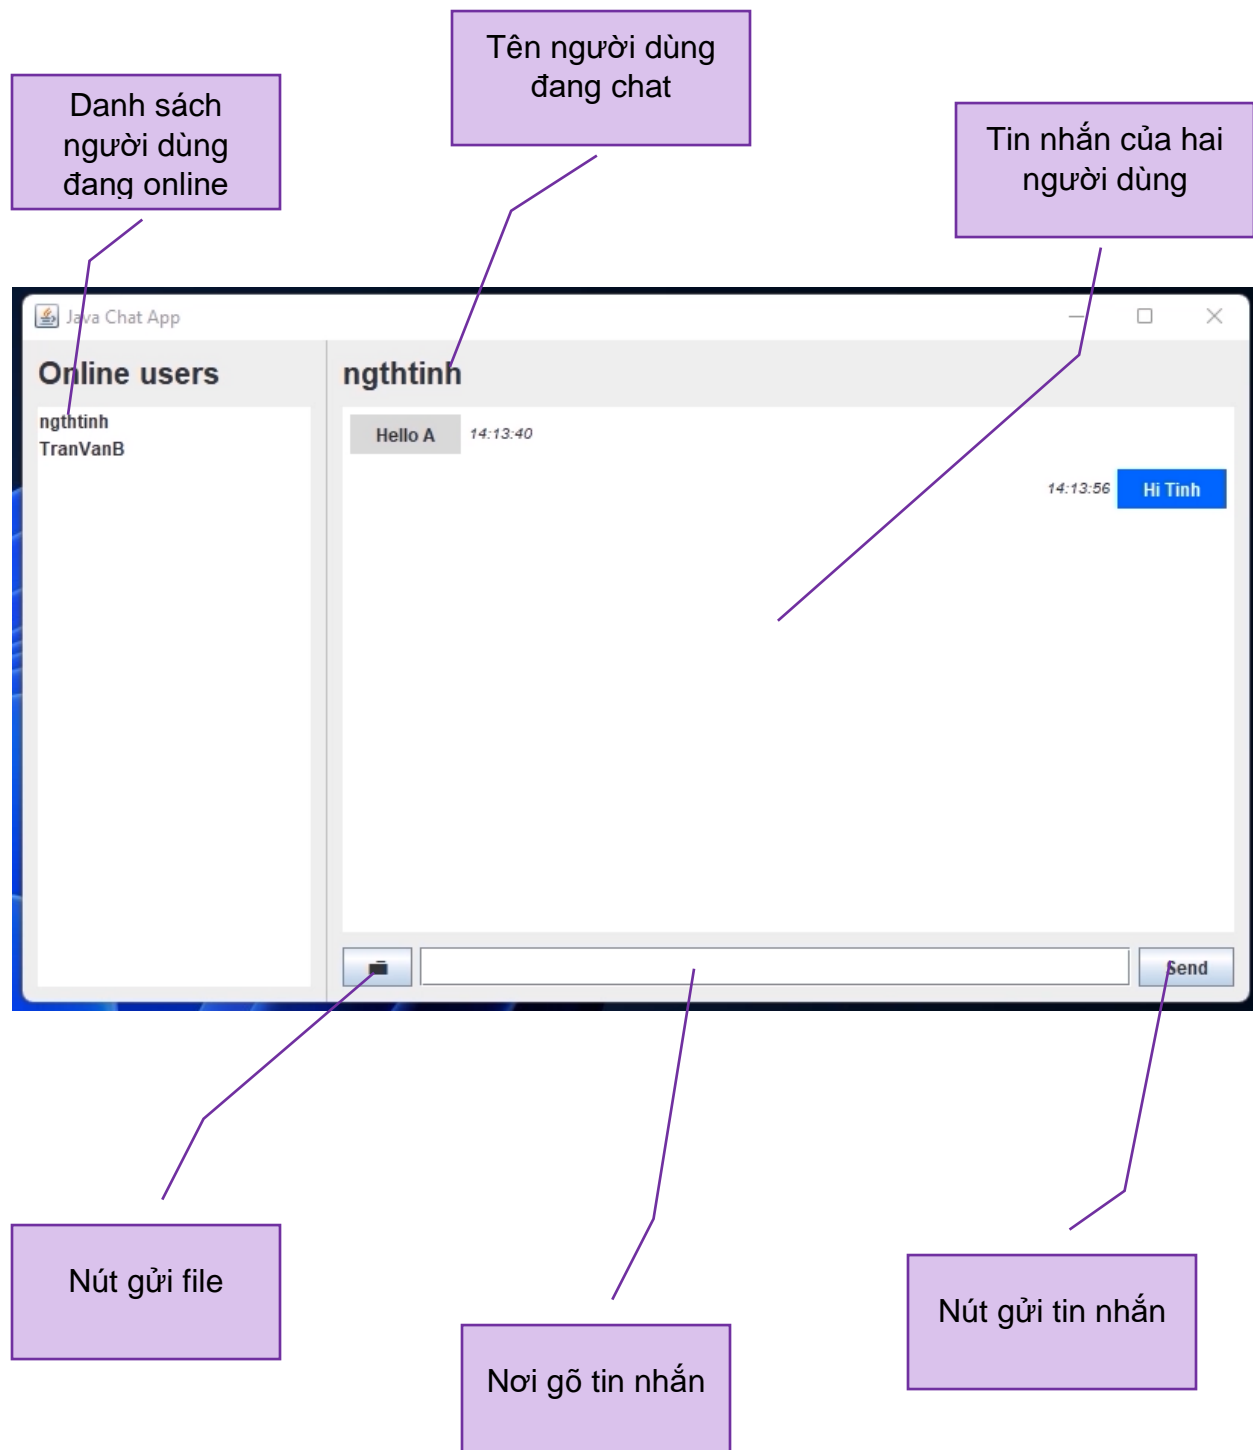 Tên người dùng
đang chat
Danh sách
người dùng
đang online
Tin nhắn của hai
người dùng
Java Chat App
Online users
ngthtinh
ngthtinh
TranVanB
Hello A 14:13:40
14:13:56 Hi Tinh
Send
Nút gửi file
Nút gửi tin nhắn
Nơi gõ tin nhắn